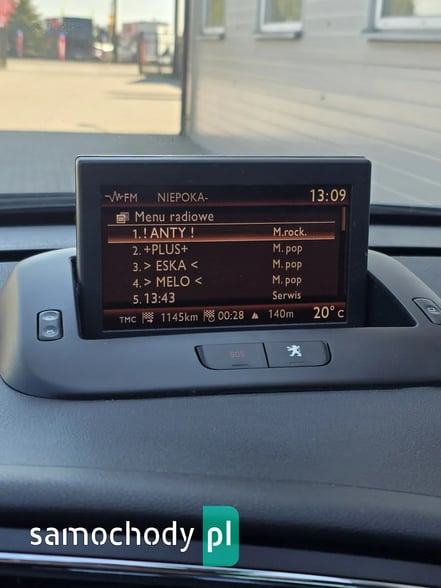 FM NIEPOKA- 13:09
Menu radiowe
1. ! ANTY ! M.rock.
2. +PLUS+ M. pop
3. > ESKA < M. pop
4. > MELO < M. pop
5. 13:43 Serwis
TMC 1145km 00:28 140m 20° C
SOS
samochody pl